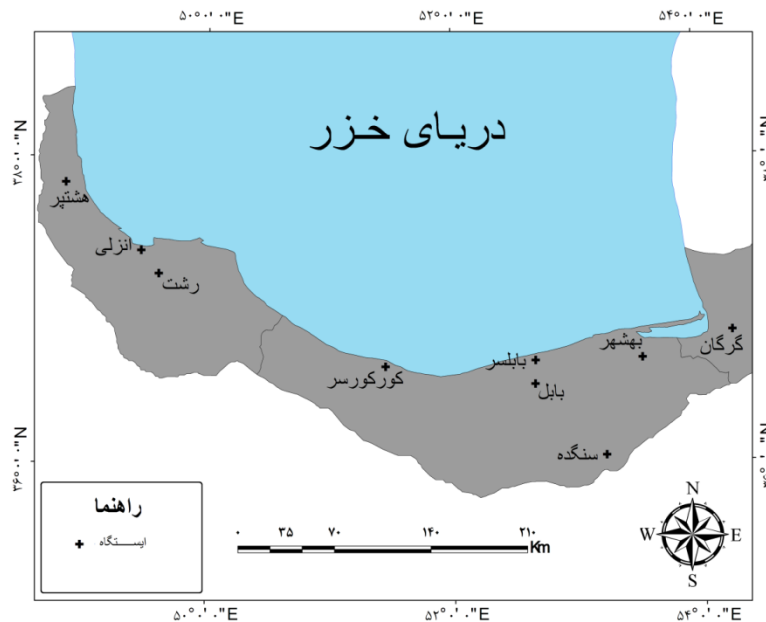 ۵۰°۰'۰"E ۵۲°۰'۰"E ۵۴°۰'۰"E
۳۸°۰'۰"N
۳۸°۰'۰"N
دریای خزر
هشتپر
انزلی
رشت
کورکورسر
بابلسر
بابل
بهشهر
گرگان
سنگده
۳۶°۰'۰"N
۳۶°۰'۰"N
راهنما
ایستگاه
۰ ۳۵ ۷۰ ۱۴۰ ۲۱۰
Km
N
W E
S
۵۰°۰'۰"E ۵۲°۰'۰"E ۵۴°۰'۰"E